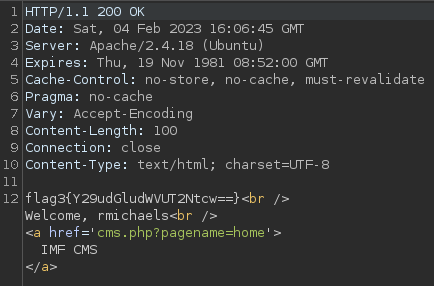 1 HTTP/1.1 200 OK
2 Date: Sat, 04 Feb 2023 16:06:45 GMT
3 Server: Apache/2.4.18 (Ubuntu)
4 Expires: Thu, 19 Nov 1981 08:52:00 GMT
5 Cache-Control: no-store, no-cache, must-revalidate
6 Pragma: no-cache
7 Vary: Accept-Encoding
8 Content-Length: 100
9 Connection: close
10 Content-Type: text/html; charset=UTF-8
11
12 flag3{Y29udGludWVUT2Ntcw==}<br />
Welcome, rmichaels<br />
<a href='cms.php?pagename=home'>
IMF CMS
</a>